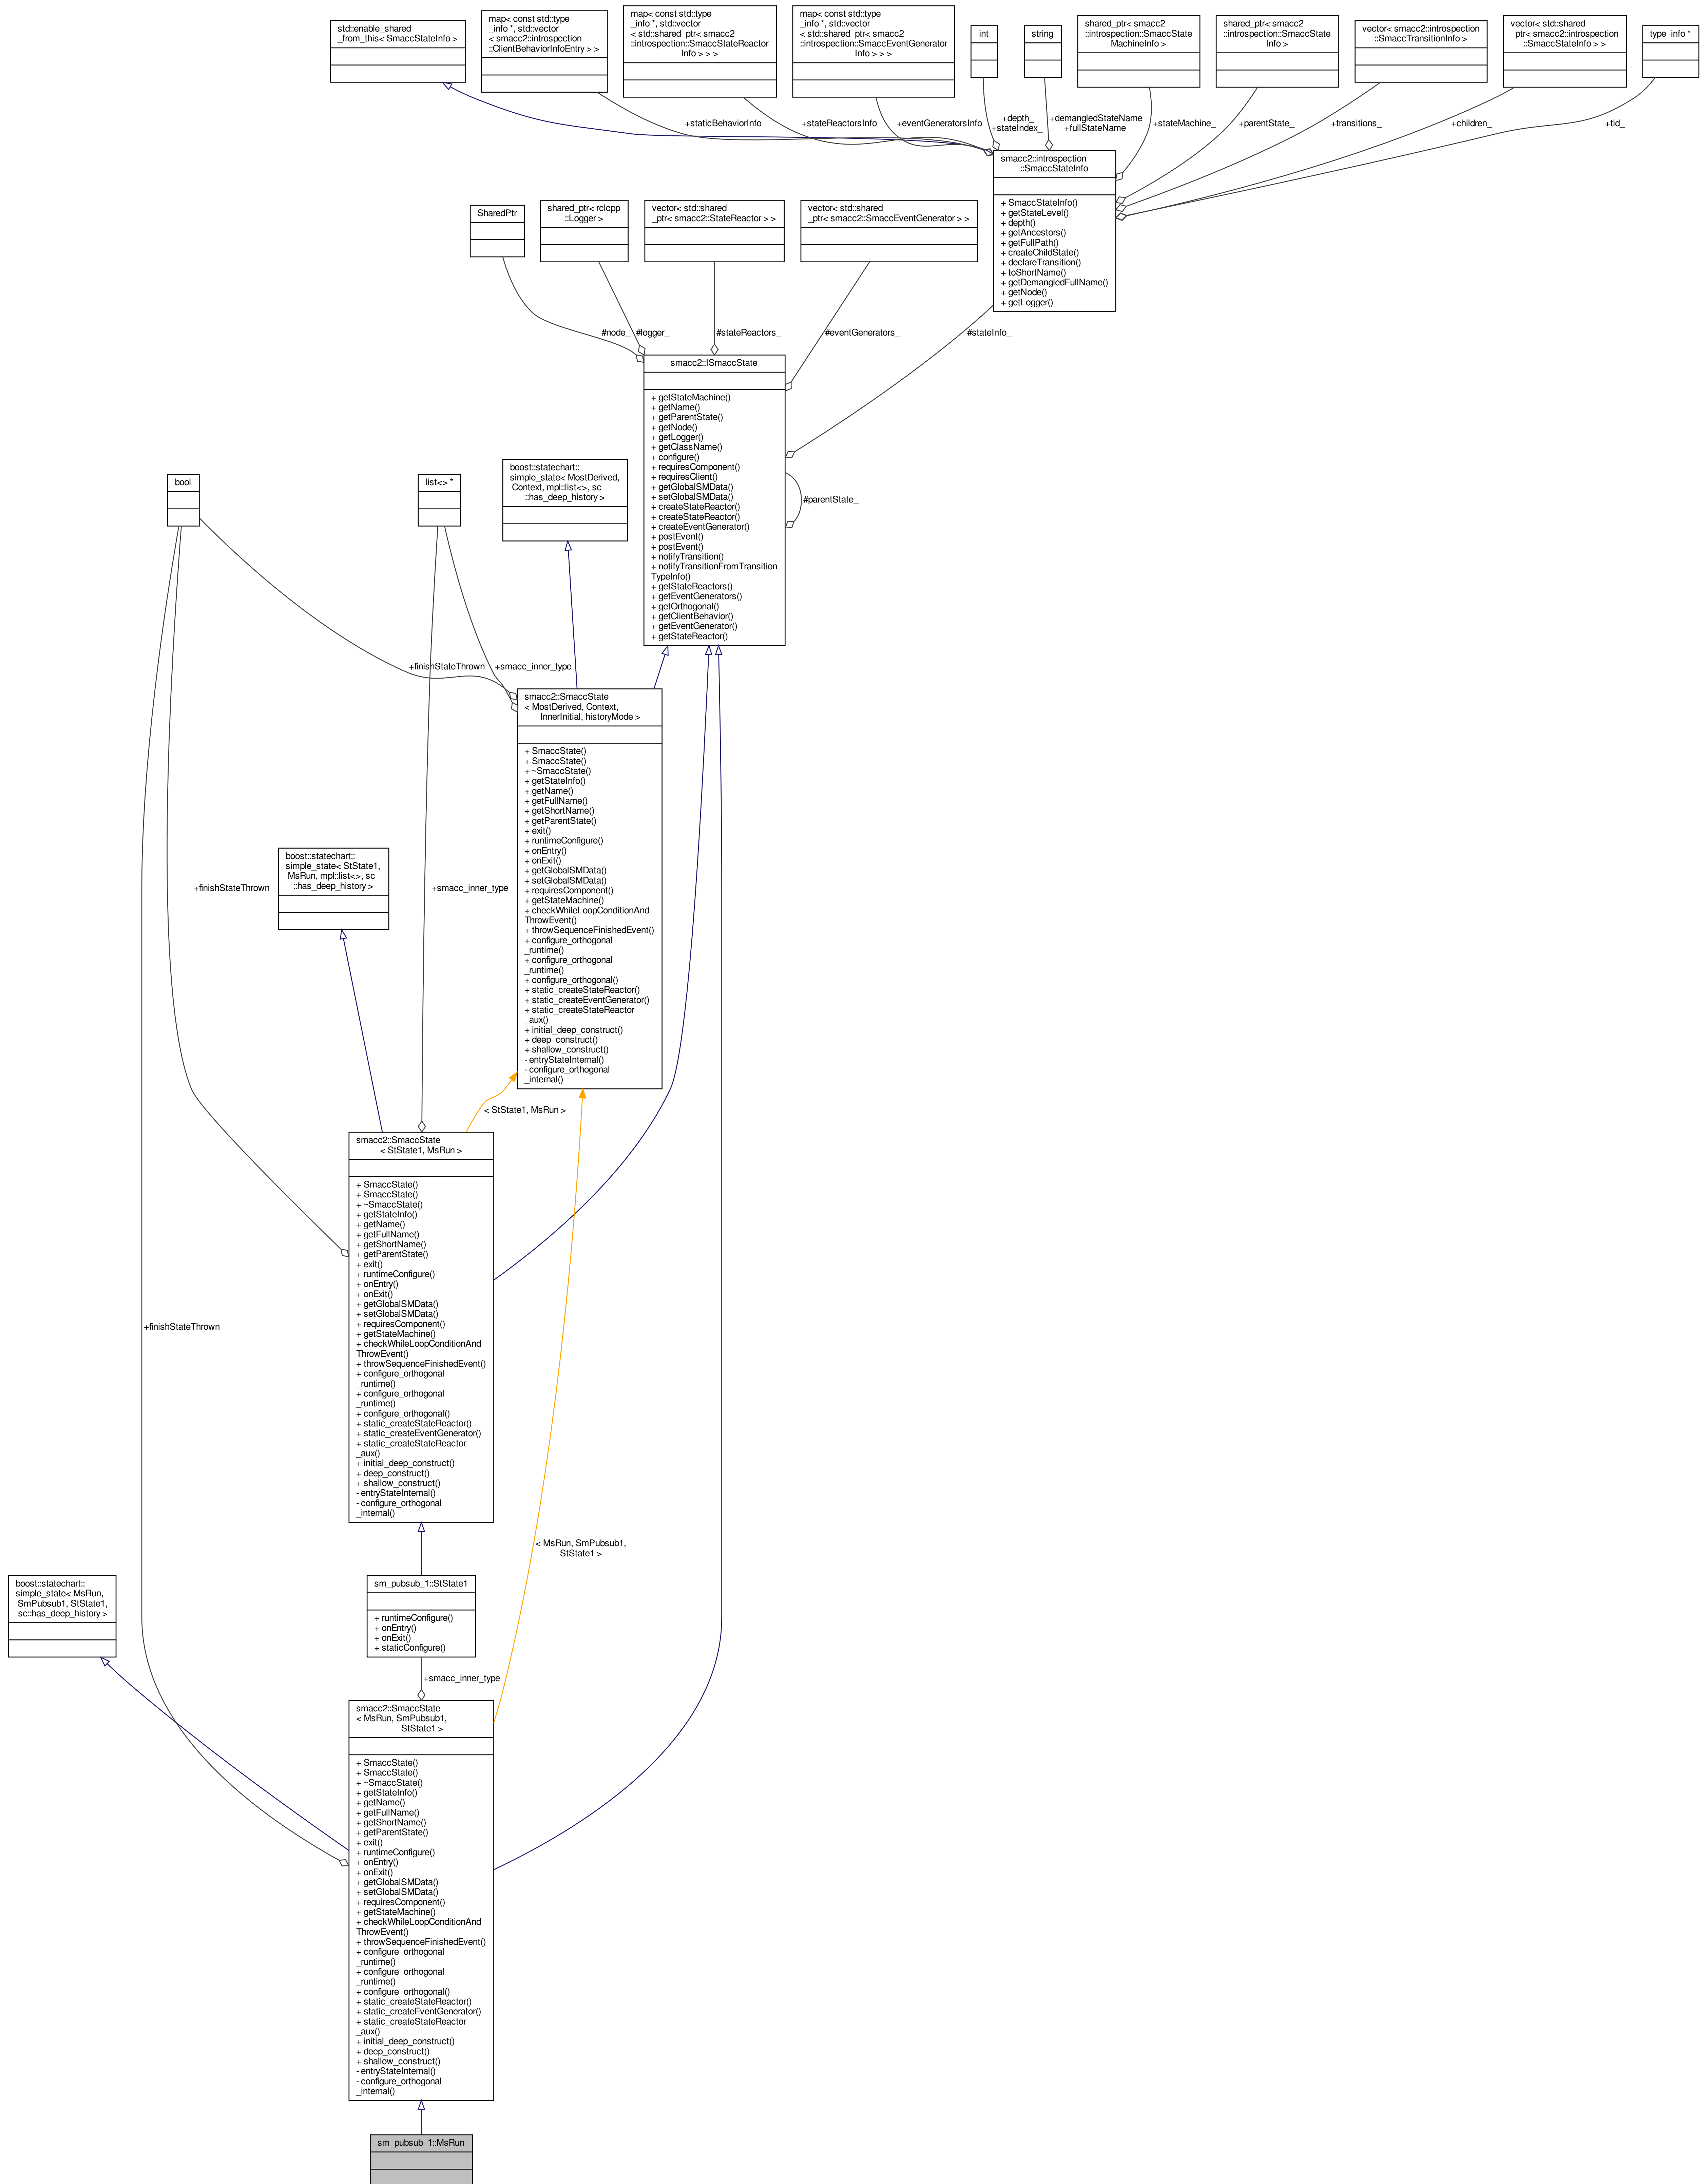 std::enable_shared
_from_this< SmaccStateInfo >
map< const std::type
_info *, std::vector
< smacc2::introspection
::ClientBehaviorInfoEntry > >
map< const std::type
_info *, std::vector
< std::shared_ptr< smacc2
::introspection::SmaccStateReactor
Info > > >
map< const std::type
_info *, std::vector
< std::shared_ptr< smacc2
::introspection::SmaccEventGenerator
Info > > >
int
string
shared_ptr< smacc2
::introspection::SmaccState
MachineInfo >
shared_ptr< smacc2
::introspection::SmaccState
Info >
vector< smacc2::introspection
::SmaccTransitionInfo >
vector< std::shared
_ptr< smacc2::introspection
::SmaccStateInfo > >
type_info *
+staticBehaviorInfo
+stateReactorsInfo
+eventGeneratorsInfo
+depth_
+stateIndex_
+demangledStateName
+fullStateName
+stateMachine_
+parentState_
+transitions_
+children_
+tid_
smacc2::introspection
::SmaccStateInfo
+ SmaccStateInfo()
+ getStateLevel()
+ depth()
+ getAncestors()
+ getFullPath()
+ createChildState()
+ declareTransition()
+ toShortName()
+ getDemangledFullName()
+ getNode()
+ getLogger()
SharedPtr
shared_ptr< rclcpp
::Logger >
vector< std::shared
_ptr< smacc2::StateReactor > >
vector< std::shared
_ptr< smacc2::SmaccEventGenerator > >
#node_
#logger_
#stateReactors_
#eventGenerators_
#stateInfo_
smacc2::ISmaccState
+ getStateMachine()
+ getName()
+ getParentState()
+ getNode()
+ getLogger()
+ getClassName()
+ configure()
+ requiresComponent()
+ requiresClient()
+ getGlobalSMData()
+ setGlobalSMData()
+ createStateReactor()
+ createStateReactor()
+ createEventGenerator()
+ postEvent()
+ postEvent()
+ notifyTransition()
+ notifyTransitionFromTransition
TypeInfo()
+ getStateReactors()
+ getEventGenerators()
+ getOrthogonal()
+ getClientBehavior()
+ getEventGenerator()
+ getStateReactor()
#parentState_
bool
list<> *
boost::statechart::
simple_state< MostDerived,
Context, mpl::list<>, sc
::has_deep_history >
+finishStateThrown
+smacc_inner_type
smacc2::SmaccState
< MostDerived, Context,
InnerInitial, historyMode >
+ SmaccState()
+ SmaccState()
+ ~SmaccState()
+ getStateInfo()
+ getName()
+ getFullName()
+ getShortName()
+ getParentState()
+ exit()
+ runtimeConfigure()
+ onEntry()
+ onExit()
+ getGlobalSMData()
+ setGlobalSMData()
+ requiresComponent()
+ getStateMachine()
+ checkWhileLoopConditionAnd
ThrowEvent()
+ throwSequenceFinishedEvent()
+ configure_orthogonal
_runtime()
+ configure_orthogonal
_runtime()
+ configure_orthogonal()
+ static_createStateReactor()
+ static_createEventGenerator()
+ static_createStateReactor
_aux()
+ initial_deep_construct()
+ deep_construct()
+ shallow_construct()
- entryStateInternal()
- configure_orthogonal
_internal()
boost::statechart::
simple_state< StState1,
MsRun, mpl::list<>, sc
::has_deep_history >
+finishStateThrown
+smacc_inner_type
< StState1, MsRun >
smacc2::SmaccState
< StState1, MsRun >
+ SmaccState()
+ SmaccState()
+ ~SmaccState()
+ getStateInfo()
+ getName()
+ getFullName()
+ getShortName()
+ getParentState()
+ exit()
+ runtimeConfigure()
+ onEntry()
+ onExit()
+ getGlobalSMData()
+ setGlobalSMData()
+ requiresComponent()
+ getStateMachine()
+ checkWhileLoopConditionAnd
ThrowEvent()
+ throwSequenceFinishedEvent()
+ configure_orthogonal
_runtime()
+ configure_orthogonal
_runtime()
+ configure_orthogonal()
+ static_createStateReactor()
+ static_createEventGenerator()
+ static_createStateReactor
_aux()
+ initial_deep_construct()
+ deep_construct()
+ shallow_construct()
- entryStateInternal()
- configure_orthogonal
_internal()
+finishStateThrown
< MsRun, SmPubsub1,
StState1 >
boost::statechart::
simple_state< MsRun,
SmPubsub1, StState1,
sc::has_deep_history >
sm_pubsub_1::StState1
+ runtimeConfigure()
+ onEntry()
+ onExit()
+ staticConfigure()
+smacc_inner_type
smacc2::SmaccState
< MsRun, SmPubsub1,
StState1 >
+ SmaccState()
+ SmaccState()
+ ~SmaccState()
+ getStateInfo()
+ getName()
+ getFullName()
+ getShortName()
+ getParentState()
+ exit()
+ runtimeConfigure()
+ onEntry()
+ onExit()
+ getGlobalSMData()
+ setGlobalSMData()
+ requiresComponent()
+ getStateMachine()
+ checkWhileLoopConditionAnd
ThrowEvent()
+ throwSequenceFinishedEvent()
+ configure_orthogonal
_runtime()
+ configure_orthogonal
_runtime()
+ configure_orthogonal()
+ static_createStateReactor()
+ static_createEventGenerator()
+ static_createStateReactor
_aux()
+ initial_deep_construct()
+ deep_construct()
+ shallow_construct()
- entryStateInternal()
- configure_orthogonal
_internal()
sm_pubsub_1::MsRun